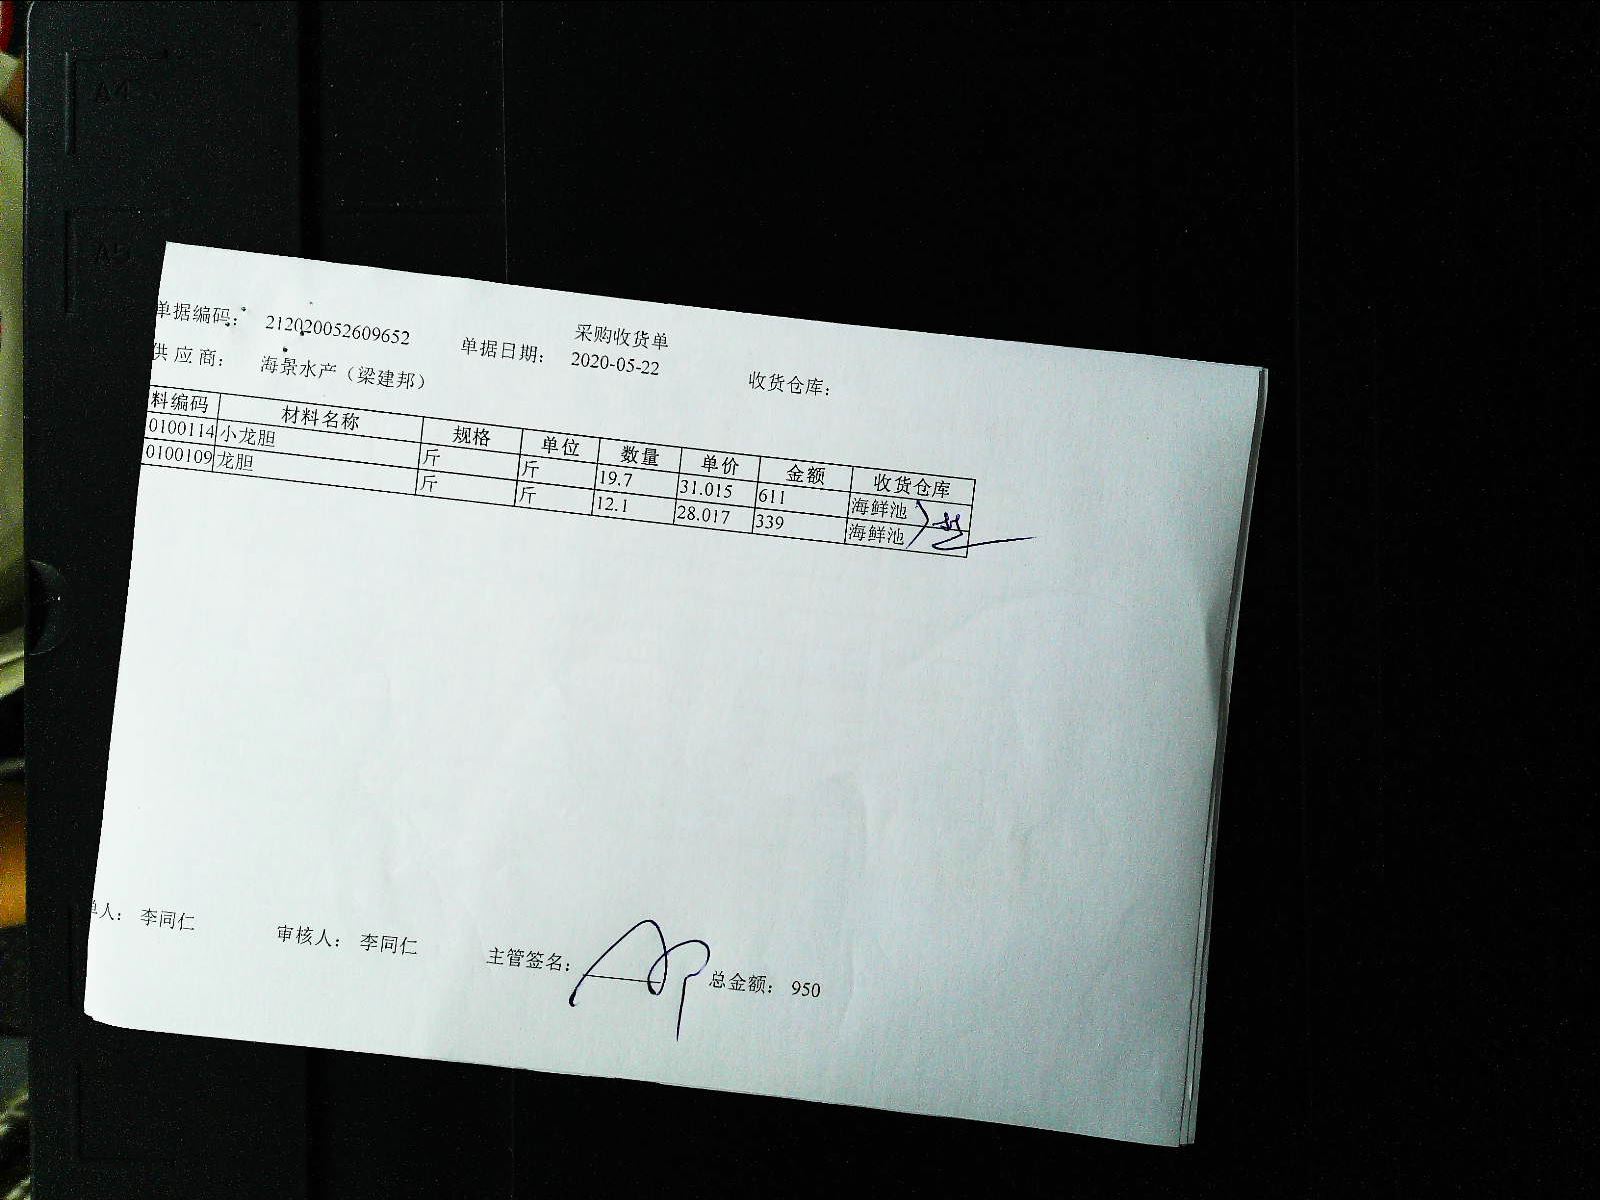 采购收货单
单据编码： 212020052609652 单据日期： 2020-05-22 收货仓库：
供应商： 海景水产（梁建邦）
料编码 材料名称 规格 单位 数量 单价 金额 收货仓库
0100114 小龙胆 斤 斤 19.7 31.015 611 海鲜池
0100109 龙胆 斤 斤 12.1 28.017 339 海鲜池
单人： 李同仁 审核人： 李同仁 主管签名： 总金额： 950
A4
A5